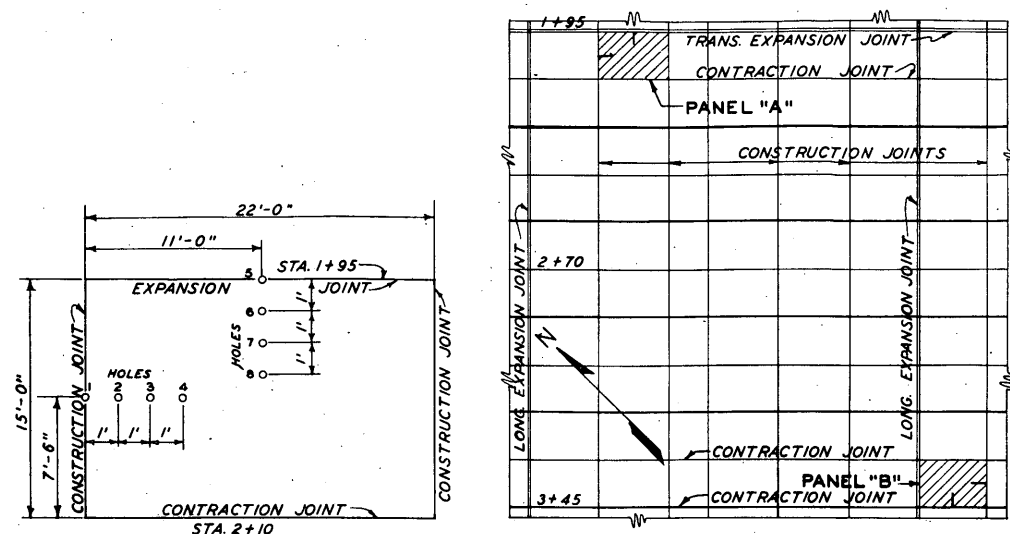 22'-0"
11'-0"
STA. 1+95
5
EXPANSION JOINT
6
7
8
1'
1'
1'
HOLES
HOLES
1 2 3 4
1' 1' 1'
15'-0"
7'-6"
CONSTRUCTION JOINT
CONSTRUCTION JOINT
CONTRACTION JOINT
STA. 2+10
1+95
TRANS. EXPANSION JOINT
CONTRACTION JOINT
PANEL "A"
CONSTRUCTION JOINTS
LONG. EXPANSION JOINT
2+70
LONG. EXPANSION JOINT
N
CONTRACTION JOINT
PANEL "B"
CONTRACTION JOINT
3+45